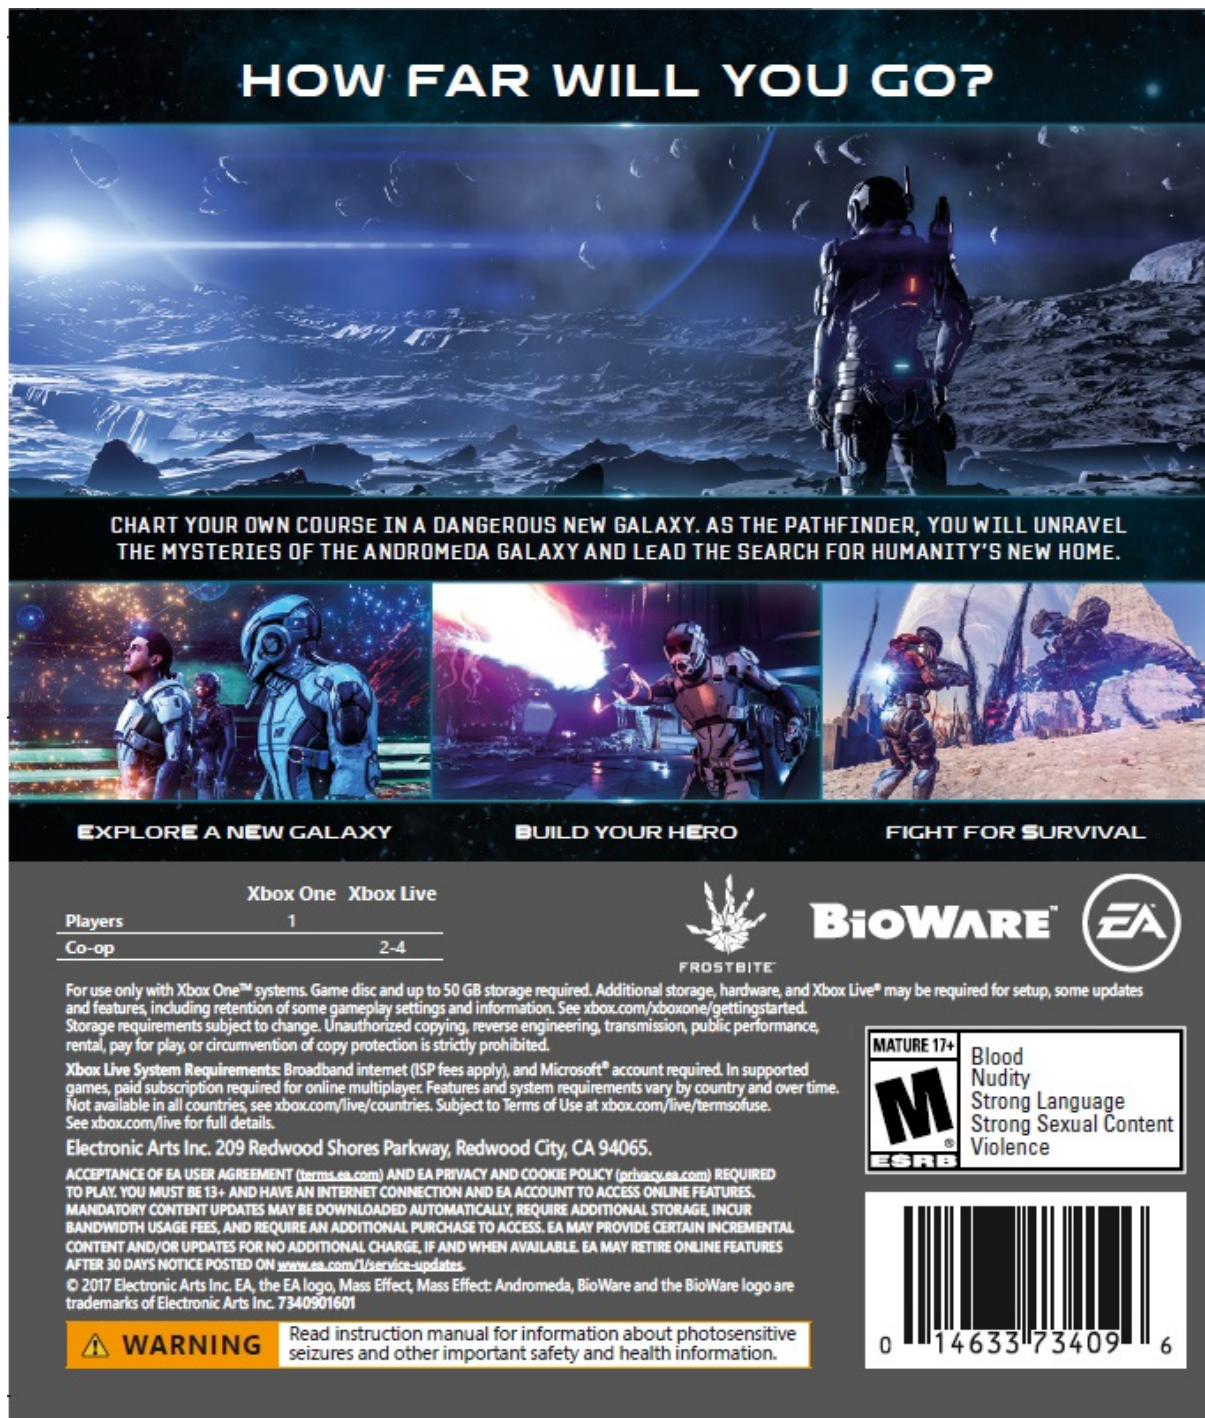 HOW FAR WILL YOU GO?
CHART YOUR OWN COURSE IN A DANGEROUS NEW GALAXY. AS THE PATHFINDER, YOU WILL UNRAVEL
THE MYSTERIES OF THE ANDROMEDA GALAXY AND LEAD THE SEARCH FOR HUMANITY'S NEW HOME.
EXPLORE A NEW GALAXY
BUILD YOUR HERO
FIGHT FOR SURVIVAL
Xbox One Xbox Live
Players 1
Co-op 2-4
FROSTBITE™
BIOWARE™
EA™
For use only with Xbox One™ systems. Game disc and up to 50 GB storage required. Additional storage, hardware, and Xbox Live® may be required for setup, some updates
and features, including retention of some gameplay settings and information. See xbox.com/xboxone/gettingstarted.
Storage requirements subject to change. Unauthorized copying, reverse engineering, transmission, public performance,
rental, pay for play, or circumvention of copy protection is strictly prohibited.
Xbox Live System Requirements: Broadband internet (ISP fees apply), and Microsoft® account required. In supported
games, paid subscription required for online multiplayer. Features and system requirements vary by country and over time.
Not available in all countries, see xbox.com/live/countries. Subject to Terms of Use at xbox.com/live/termsofuse.
See xbox.com/live for full details.
Electronic Arts Inc. 209 Redwood Shores Parkway, Redwood City, CA 94065.
ACCEPTANCE OF EA USER AGREEMENT (terms.ea.com) AND EA PRIVACY AND COOKIE POLICY (privacy.ea.com) REQUIRED
TO PLAY. YOU MUST BE 13+ AND HAVE AN INTERNET CONNECTION AND EA ACCOUNT TO ACCESS ONLINE FEATURES.
MANDATORY CONTENT UPDATES MAY BE DOWNLOADED AUTOMATICALLY, REQUIRE ADDITIONAL STORAGE, INCUR
BANDWIDTH USAGE FEES, AND REQUIRE AN ADDITIONAL PURCHASE TO ACCESS. EA MAY PROVIDE CERTAIN INCREMENTAL
CONTENT AND/OR UPDATES FOR NO ADDITIONAL CHARGE, IF AND WHEN AVAILABLE. EA MAY RETIRE ONLINE FEATURES
AFTER 30 DAYS NOTICE POSTED ON www.ea.com/1/service-updates.
© 2017 Electronic Arts Inc. EA, the EA logo, Mass Effect, Mass Effect: Andromeda, BioWare and the BioWare logo are
trademarks of Electronic Arts Inc. 7340901601
WARNING
Read instruction manual for information about photosensitive
seizures and other important safety and health information.
MATURE 17+
M®
ESRB
Blood
Nudity
Strong Language
Strong Sexual Content
Violence
0 14633 73409 6